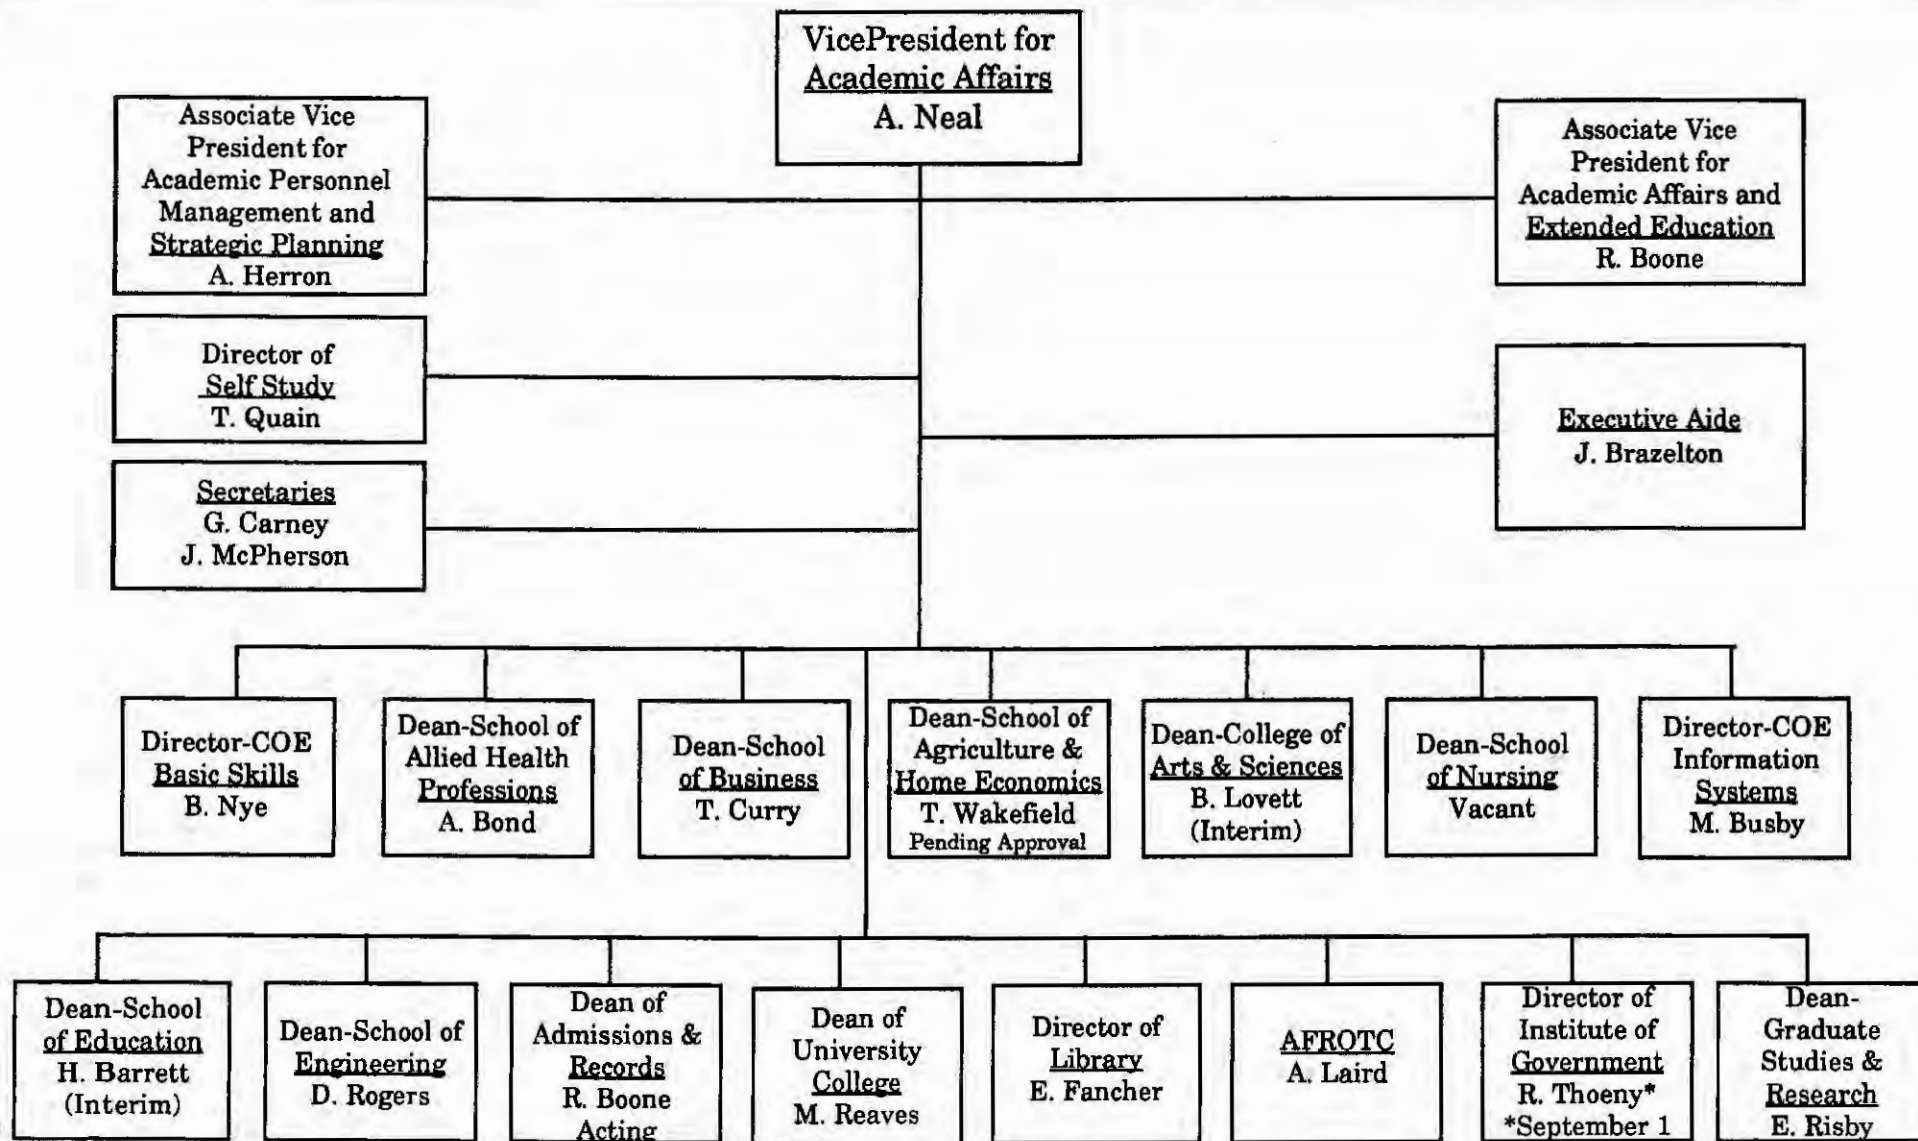 VicePresident for
Academic Affairs
A. Neal
Associate Vice
President for
Academic Personnel
Management and
Strategic Planning
A. Herron
Associate Vice
President for
Academic Affairs and
Extended Education
R. Boone
Director of
Self Study
T. Quain
Executive Aide
J. Brazelton
Secretaries
G. Carney
J. McPherson
Director-COE
Basic Skills
B. Nye
Dean-School of
Allied Health
Professions
A. Bond
Dean-School
of Business
T. Curry
Dean-School of
Agriculture &
Home Economics
T. Wakefield
Pending Approval
Dean-College of
Arts & Sciences
B. Lovett
(Interim)
Dean-School
of Nursing
Vacant
Director-COE
Information
Systems
M. Busby
Dean-School
of Education
H. Barrett
(Interim)
Dean-School of
Engineering
D. Rogers
Dean of
Admissions &
Records
R. Boone
Acting
Dean of
University
College
M. Reaves
Director of
Library
E. Fancher
AFROTC
A. Laird
Director of
Institute of
Government
R. Thoeny*
*September 1
Dean-
Graduate
Studies &
Research
E. Risby